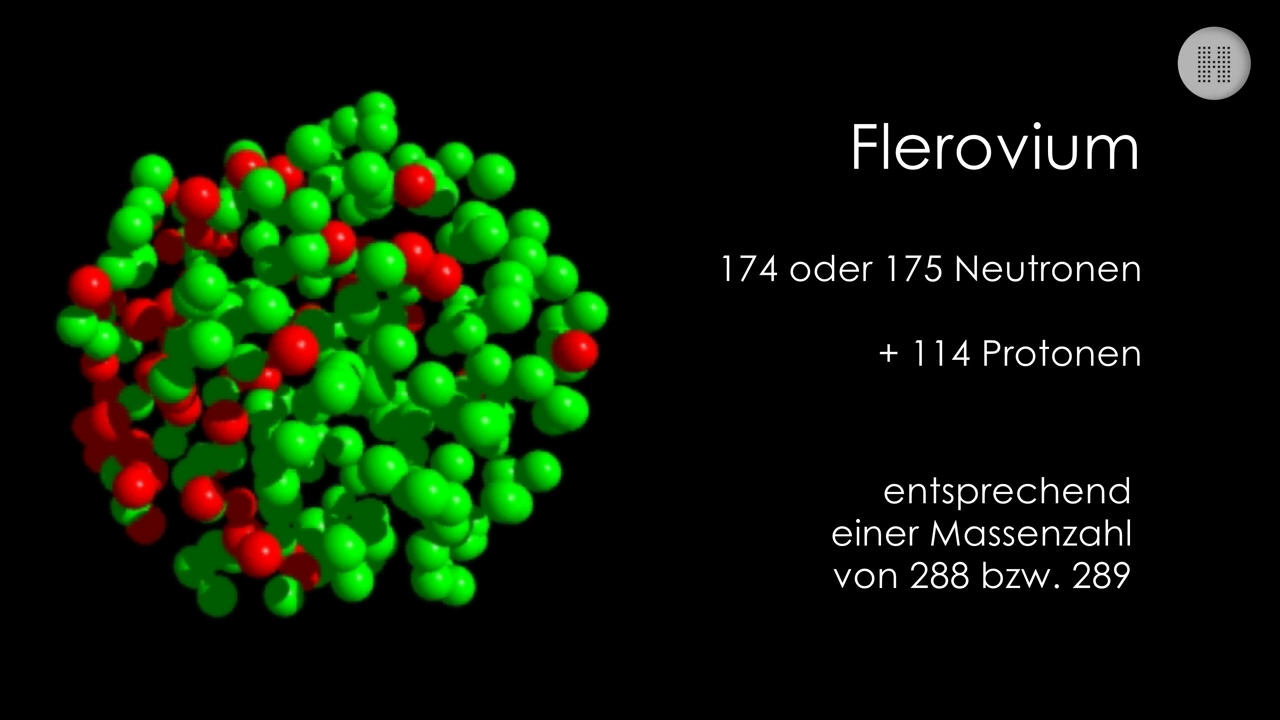 H
Flerovium
174 oder 175 Neutronen
+ 114 Protonen
entsprechend
einer Massenzahl
von 288 bzw. 289